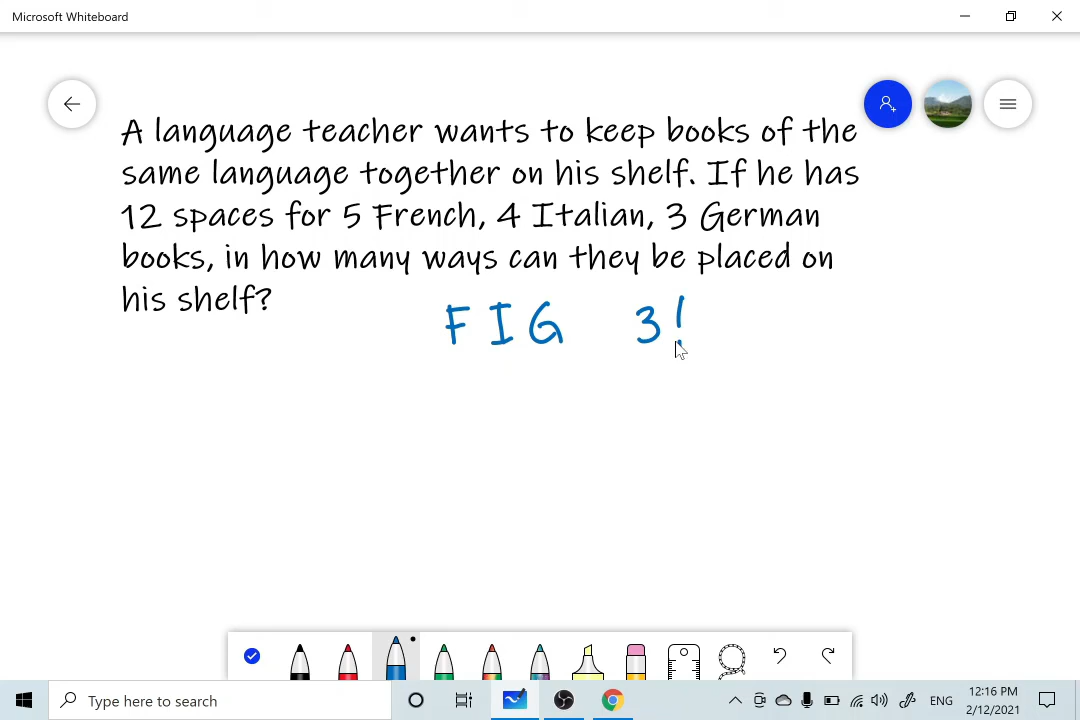 Microsoft Whiteboard
A language teacher wants to keep books of the
same language together on his shelf. If he has
12 spaces for 5 French, 4 Italian, 3 German
books, in how many ways can they be placed on
his shelf?
F I G 3!
Type here to search
ENG
12:16 PM
2/12/2021